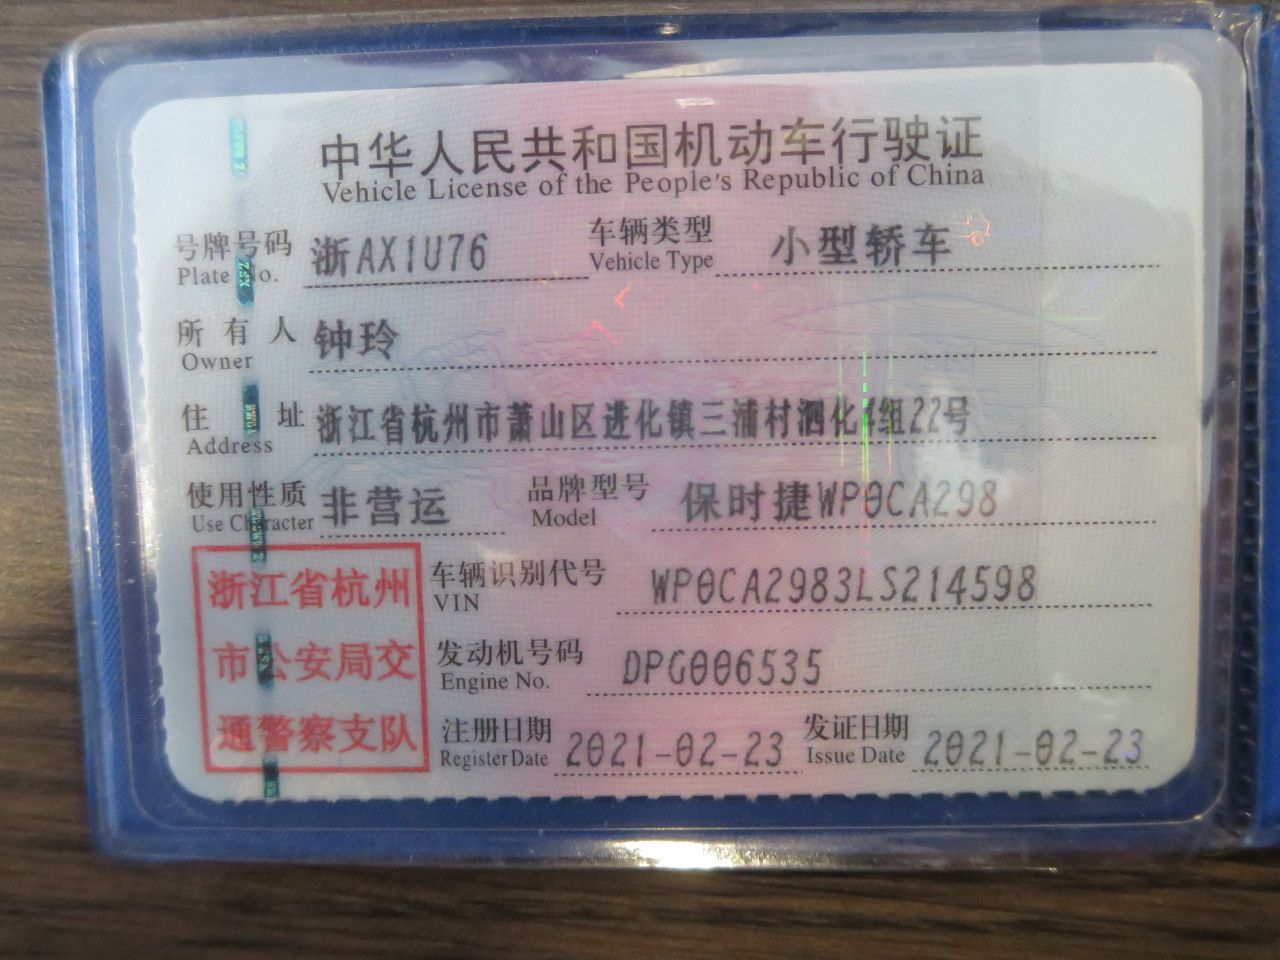 中华人民共和国机动车行驶证
Vehicle License of the People's Republic of China
号牌号码 浙AX1U76 车辆类型 小型轿车
Plate No. Vehicle Type
所有人 钟玲
Owner
住址 浙江省杭州市萧山区进化镇三浦村泗化4组22号
Address
使用性质 非营运 品牌型号 保时捷WP0CA298
Use Character Model
浙江省杭州
市公安局交
通警察支队
车辆识别代号 WP0CA2983LS214598
VIN
发动机号码 DPG006535
Engine No.
注册日期 2021-02-23 发证日期 2021-02-23
Register Date Issue Date